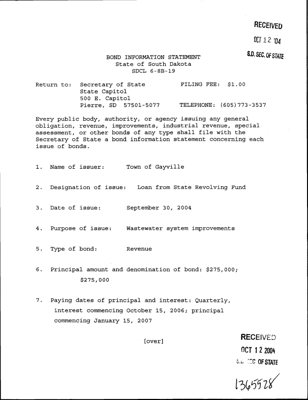 RECEIVED
OCT 12 '04
S.D. SEC. OF STATE
BOND INFORMATION STATEMENT
State of South Dakota
SDCL 6-8B-19
Return to: Secretary of State FILING FEE: $1.00
State Capitol
500 E. Capitol
Pierre, SD 57501-5077 TELEPHONE: (605)773-3537
Every public body, authority, or agency issuing any general
obligation, revenue, improvements, industrial revenue, special
assessment, or other bonds of any type shall file with the
Secretary of State a bond information statement concerning each
issue of bonds.
1. Name of issuer: Town of Gayville
2. Designation of issue: Loan from State Revolving Fund
3. Date of issue: September 30, 2004
4. Purpose of issue: Wastewater system improvements
5. Type of bond: Revenue
6. Principal amount and denomination of bond: $275,000;
$275,000
7. Paying dates of principal and interest: Quarterly,
interest commencing October 15, 2006; principal
commencing January 15, 2007
[over]
RECEIVED
OCT 12 2004
SEC OF STATE
1365528